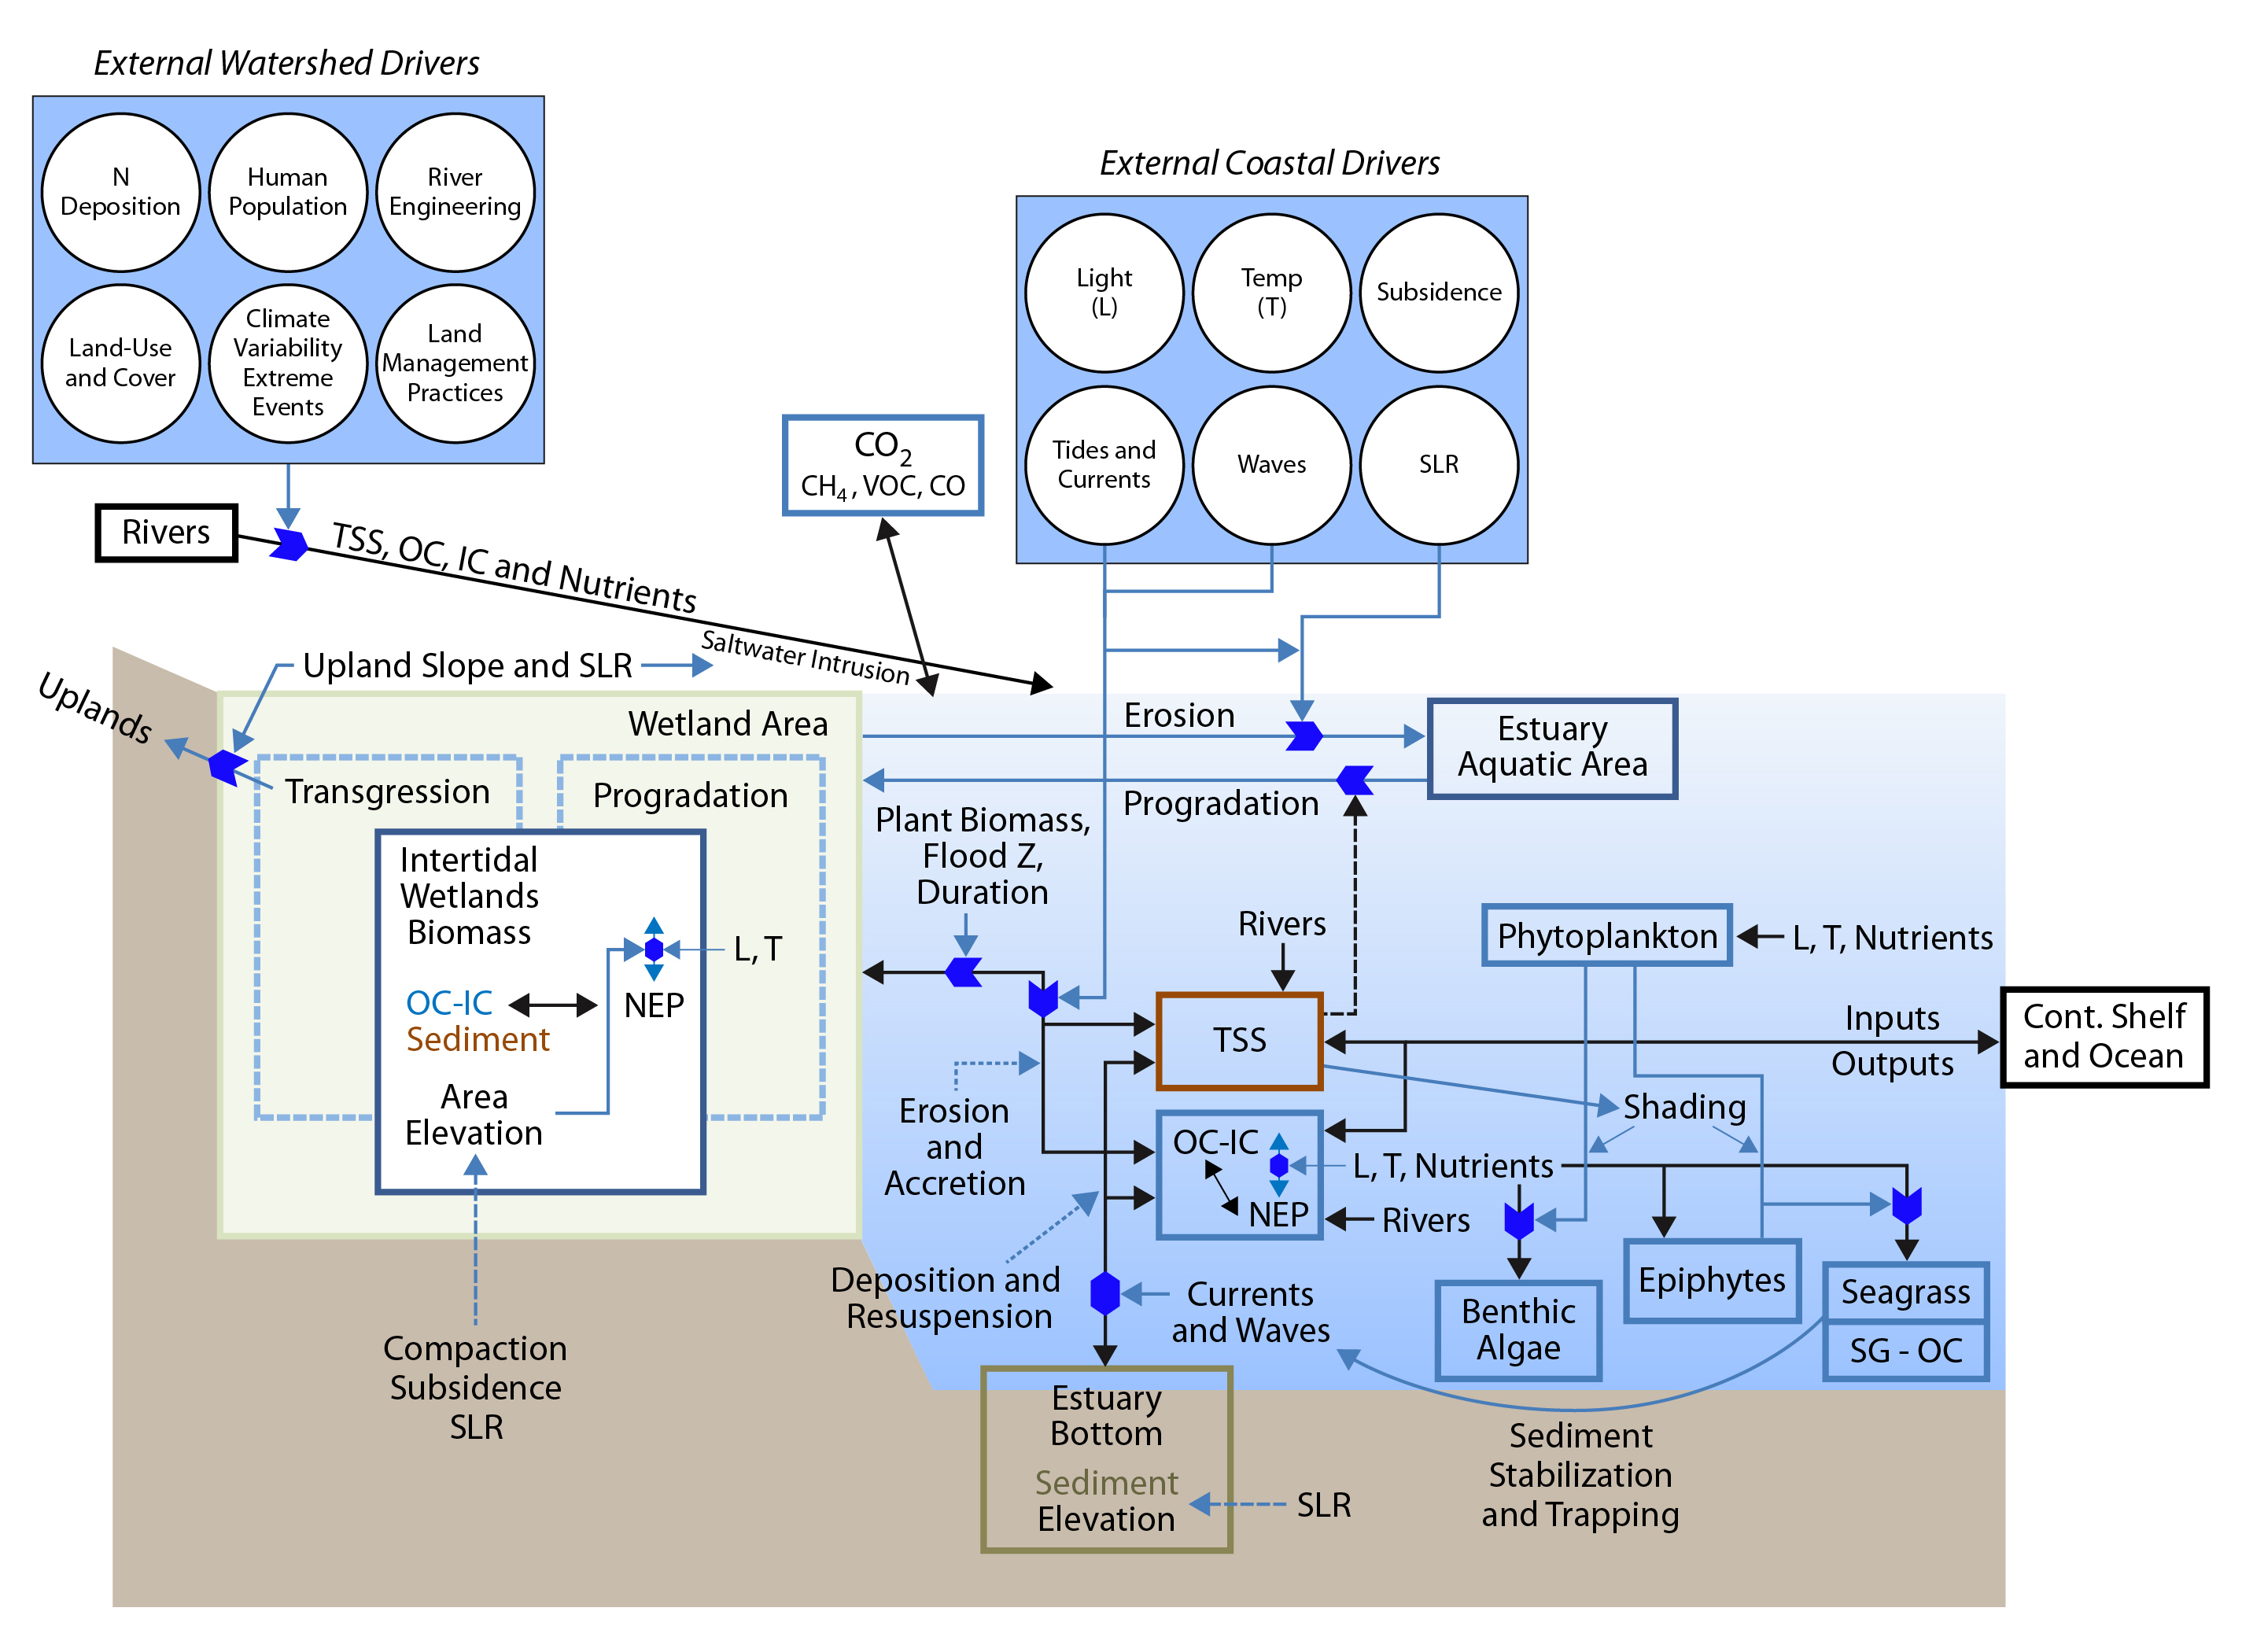 External Watershed Drivers
N
Deposition
Human
Population
River
Engineering
Land-Use
and Cover
Climate
Variability
Extreme
Events
Land
Management
Practices
External Coastal Drivers
Light
(L)
Temp
(T)
Subsidence
Tides and
Currents
Waves
SLR
CO₂
CH₄ , VOC, CO
Rivers
TSS, OC, IC and Nutrients
Saltwater Intrusion
Upland Slope and SLR
Uplands
Wetland Area
Transgression
Progradation
Intertidal
Wetlands
Biomass
OC-IC
Sediment
NEP
L, T
Area
Elevation
Compaction
Subsidence
SLR
Erosion
Estuary
Aquatic Area
Progradation
Plant Biomass,
Flood Z,
Duration
Rivers
TSS
Phytoplankton
L, T, Nutrients
Inputs
Outputs
Cont. Shelf
and Ocean
Shading
Erosion
and
Accretion
OC-IC
NEP
L, T, Nutrients
Rivers
Deposition and
Resuspension
Currents
and Waves
Benthic
Algae
Epiphytes
Seagrass
SG - OC
Estuary
Bottom
Sediment
Elevation
SLR
Sediment
Stabilization
and Trapping